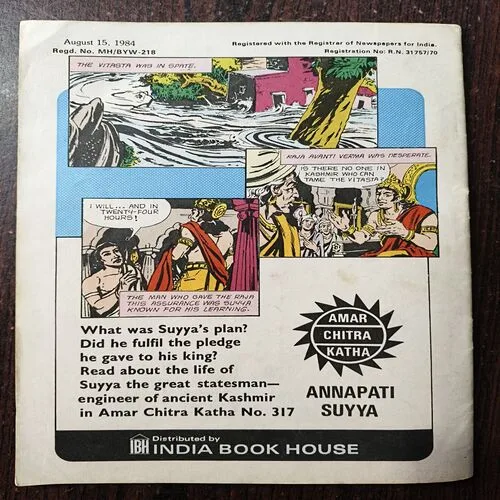 August 15, 1984
Regd. No. MH/BYW-218
Registered with the Registrar of Newspapers for India.
Registration No: R.N. 31757/70
THE VITASTA WAS IN SPATE.
RAJA AVANTI VERMA WAS DESPERATE.
IS THERE NO ONE IN
KASHMIR WHO CAN
TAME THE VITASTA?
I WILL... AND IN
TWENTY-FOUR
HOURS!
THE MAN WHO GAVE THE RAJA
THIS ASSURANCE WAS SUYYA
KNOWN FOR HIS LEARNING.
What was Suyya's plan?
Did he fulfil the pledge
he gave to his king?
Read about the life of
Suyya the great statesman—
engineer of ancient Kashmir
in Amar Chitra Katha No. 317
AMAR
CHITRA
KATHA
ANNAPATI
SUYYA
IBH
Distributed by
INDIA BOOK HOUSE